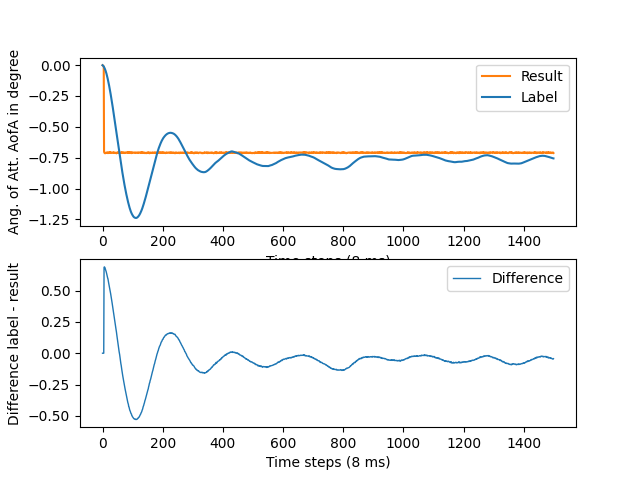 Ang. of Att. AofA in degree
0.00
−0.25
−0.50
−0.75
−1.00
−1.25
Result
Label
0 200 400 600 800 1000 1200 1400
Time steps (8 ms)
Difference label - result
0.50
0.25
0.00
−0.25
−0.50
Difference
0 200 400 600 800 1000 1200 1400
Time steps (8 ms)